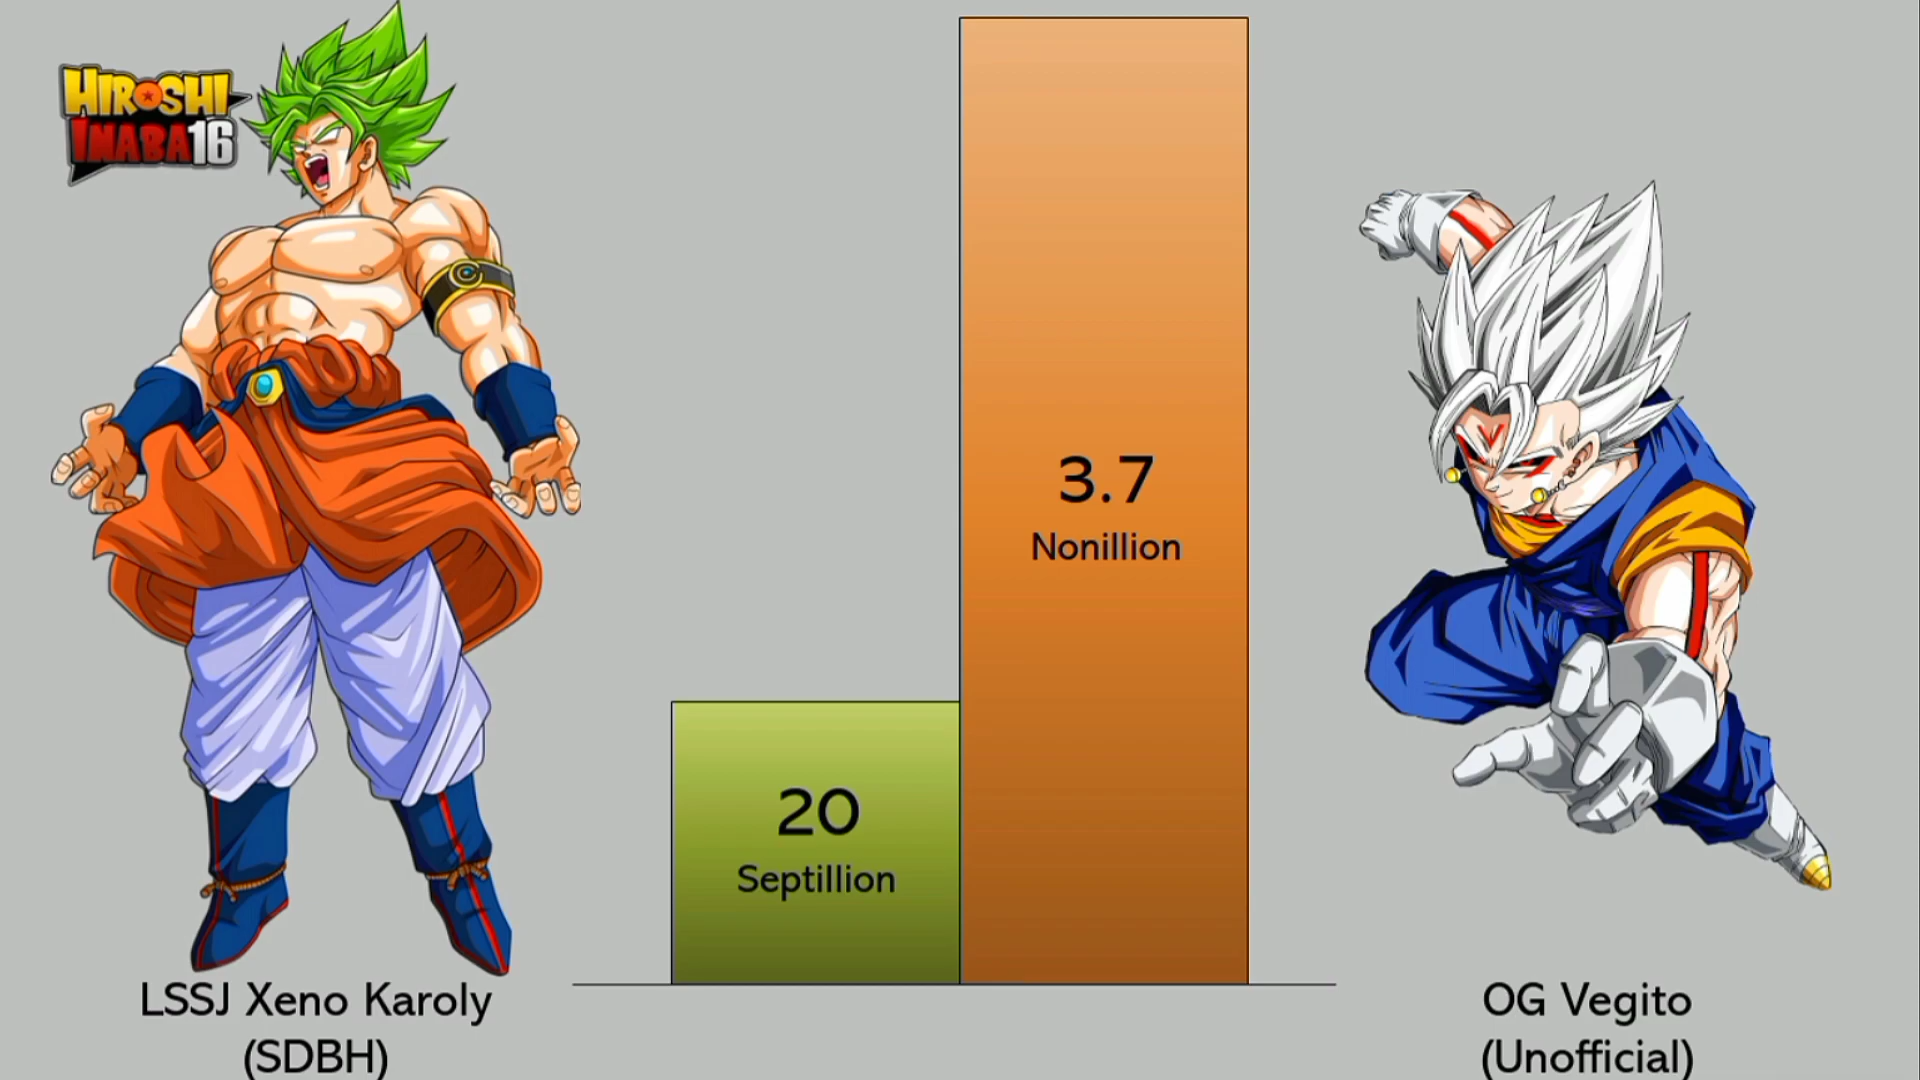 HIROSHI
INABA16
3.7
Nonillion
20
Septillion
LSSJ Xeno Karoly
(SDBH)
OG Vegito
(Unofficial)